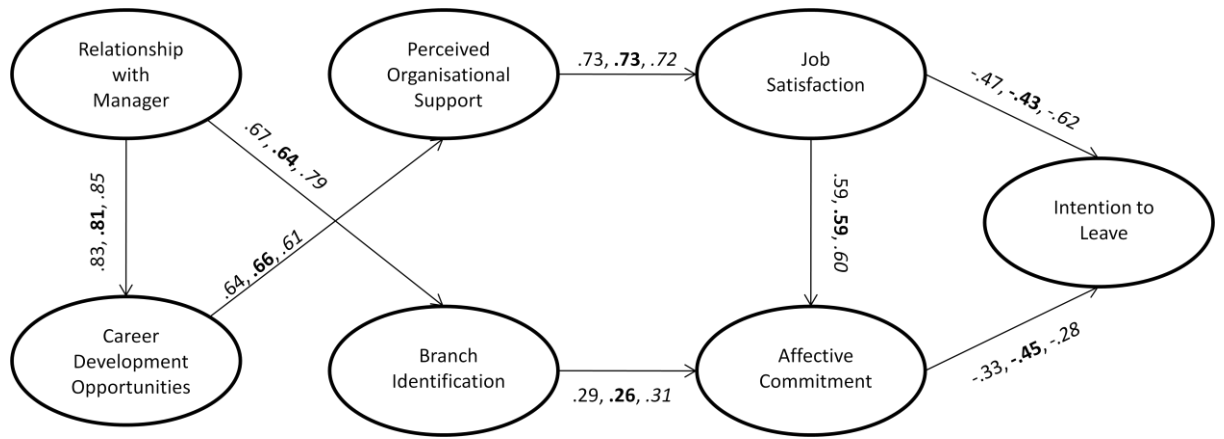 Relationship
with
Manager
Perceived
Organisational
Support
.73, .73, .72
Job
Satisfaction
-.47, -.43, -.62
.67, .64, .79
.83, .81, .85
.64, .66, .61
.59, .59, .60
Intention to
Leave
Career
Development
Opportunities
Branch
Identification
.29, .26, .31
Affective
Commitment
-.33, -.45, -.28